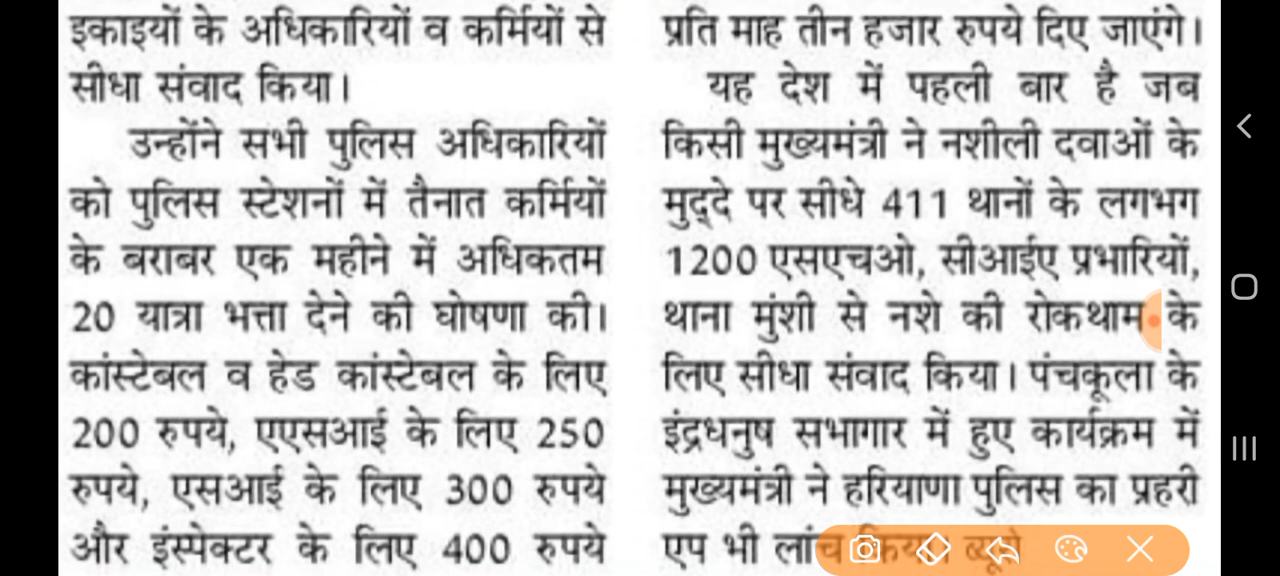 इकाइयों के अधिकारियों व कर्मियों से
सीधा संवाद किया।
उन्होंने सभी पुलिस अधिकारियों
को पुलिस स्टेशनों में तैनात कर्मियों
के बराबर एक महीने में अधिकतम
20 यात्रा भत्ता देने की घोषणा की।
कांस्टेबल व हेड कांस्टेबल के लिए
200 रुपये, एएसआई के लिए 250
रुपये, एसआई के लिए 300 रुपये
और इंस्पेक्टर के लिए 400 रुपये
प्रति माह तीन हजार रुपये दिए जाएंगे।
यह देश में पहली बार है जब
किसी मुख्यमंत्री ने नशीली दवाओं के
मुद्दे पर सीधे 411 थानों के लगभग
1200 एसएचओ, सीआईए प्रभारियों,
थाना मुंशी से नशे की रोकथाम के
लिए सीधा संवाद किया। पंचकूला के
इंद्रधनुष सभागार में हुए कार्यक्रम में
मुख्यमंत्री ने हरियाणा पुलिस का प्रहरी
एप भी लांच